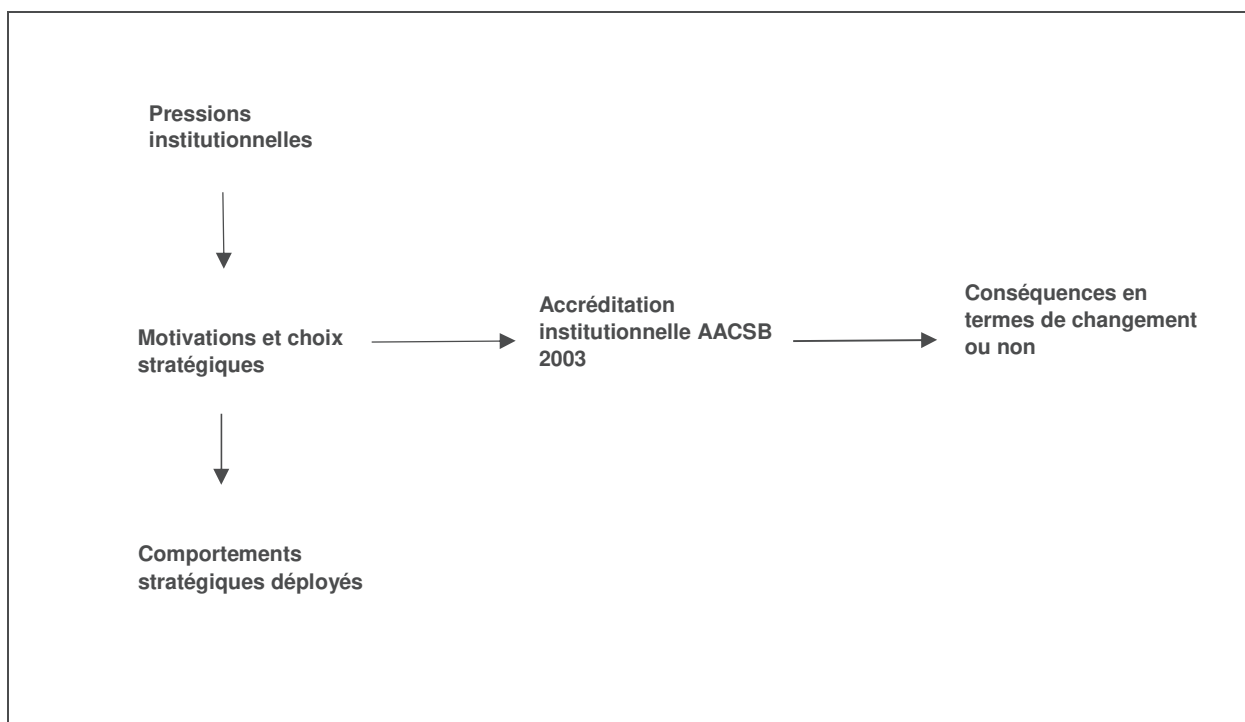 Pressions
institutionnelles
Motivations et choix
stratégiques
Accréditation
institutionnelle AACSB
2003
Conséquences en
termes de changement
ou non
Comportements
stratégiques déployés